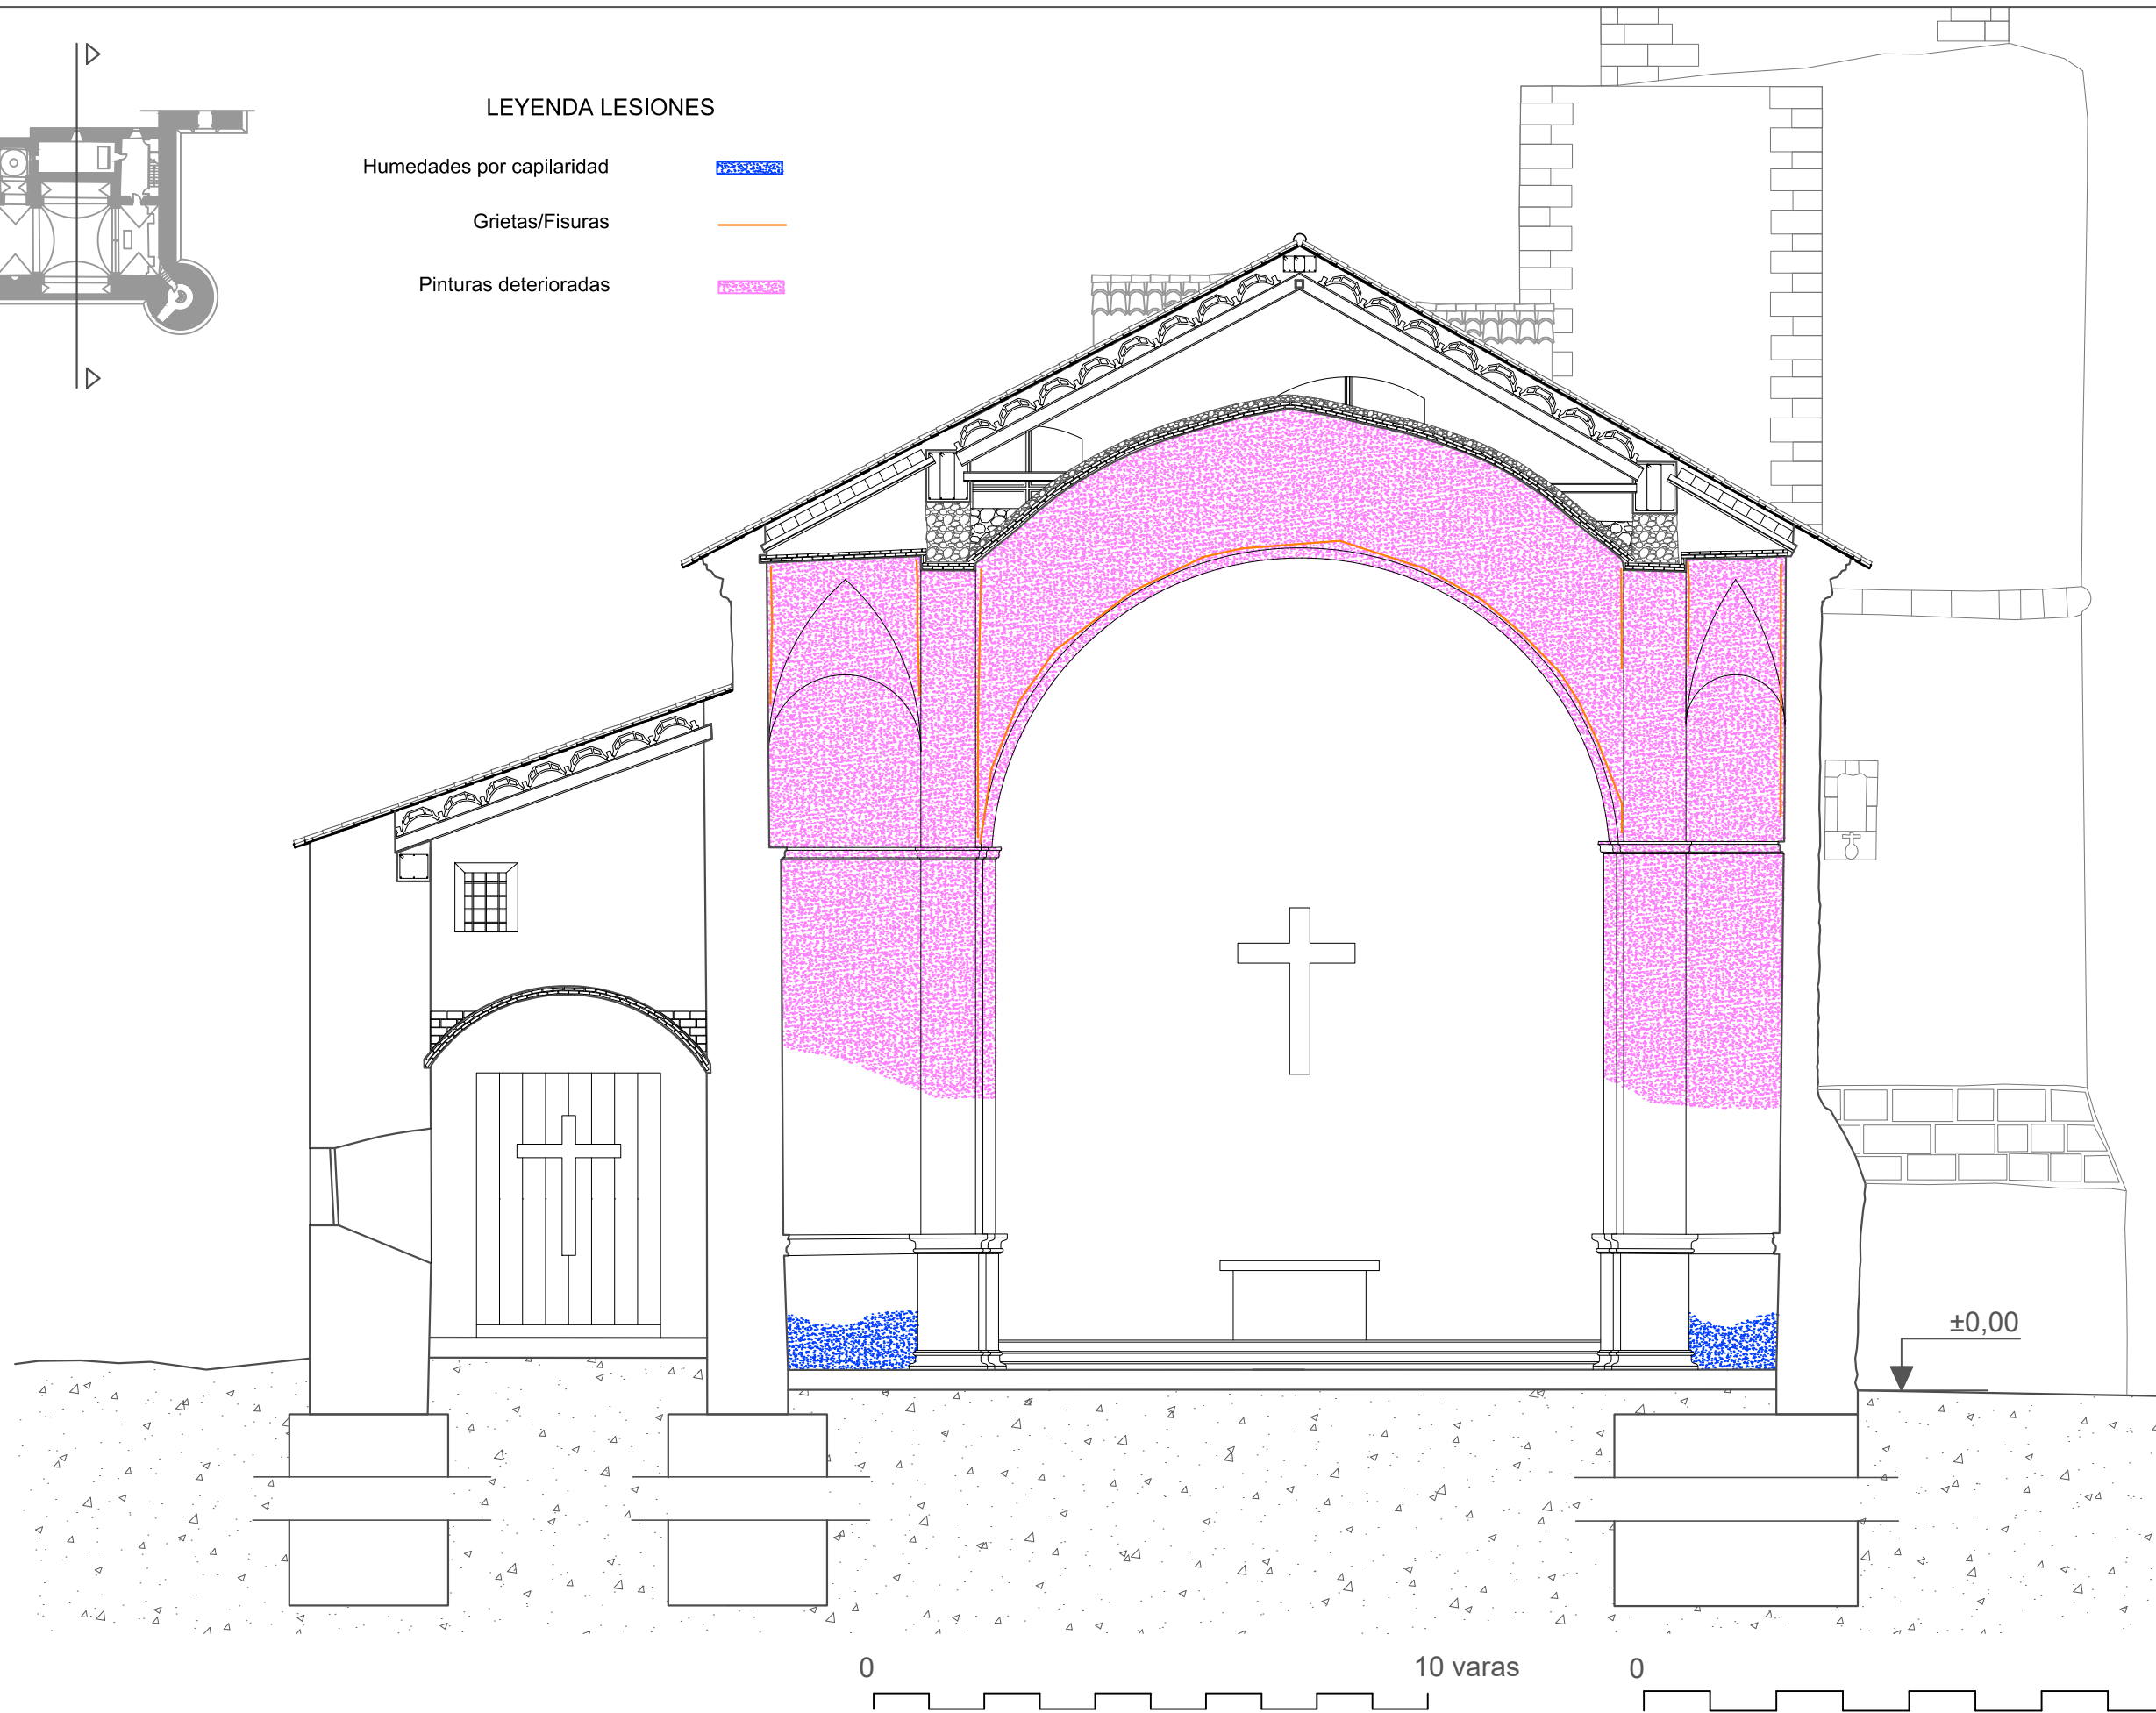 LEYENDA LESIONES
Humedades por capilaridad
Grietas/Fisuras
Pinturas deterioradas
±0,00
0 10 varas 0